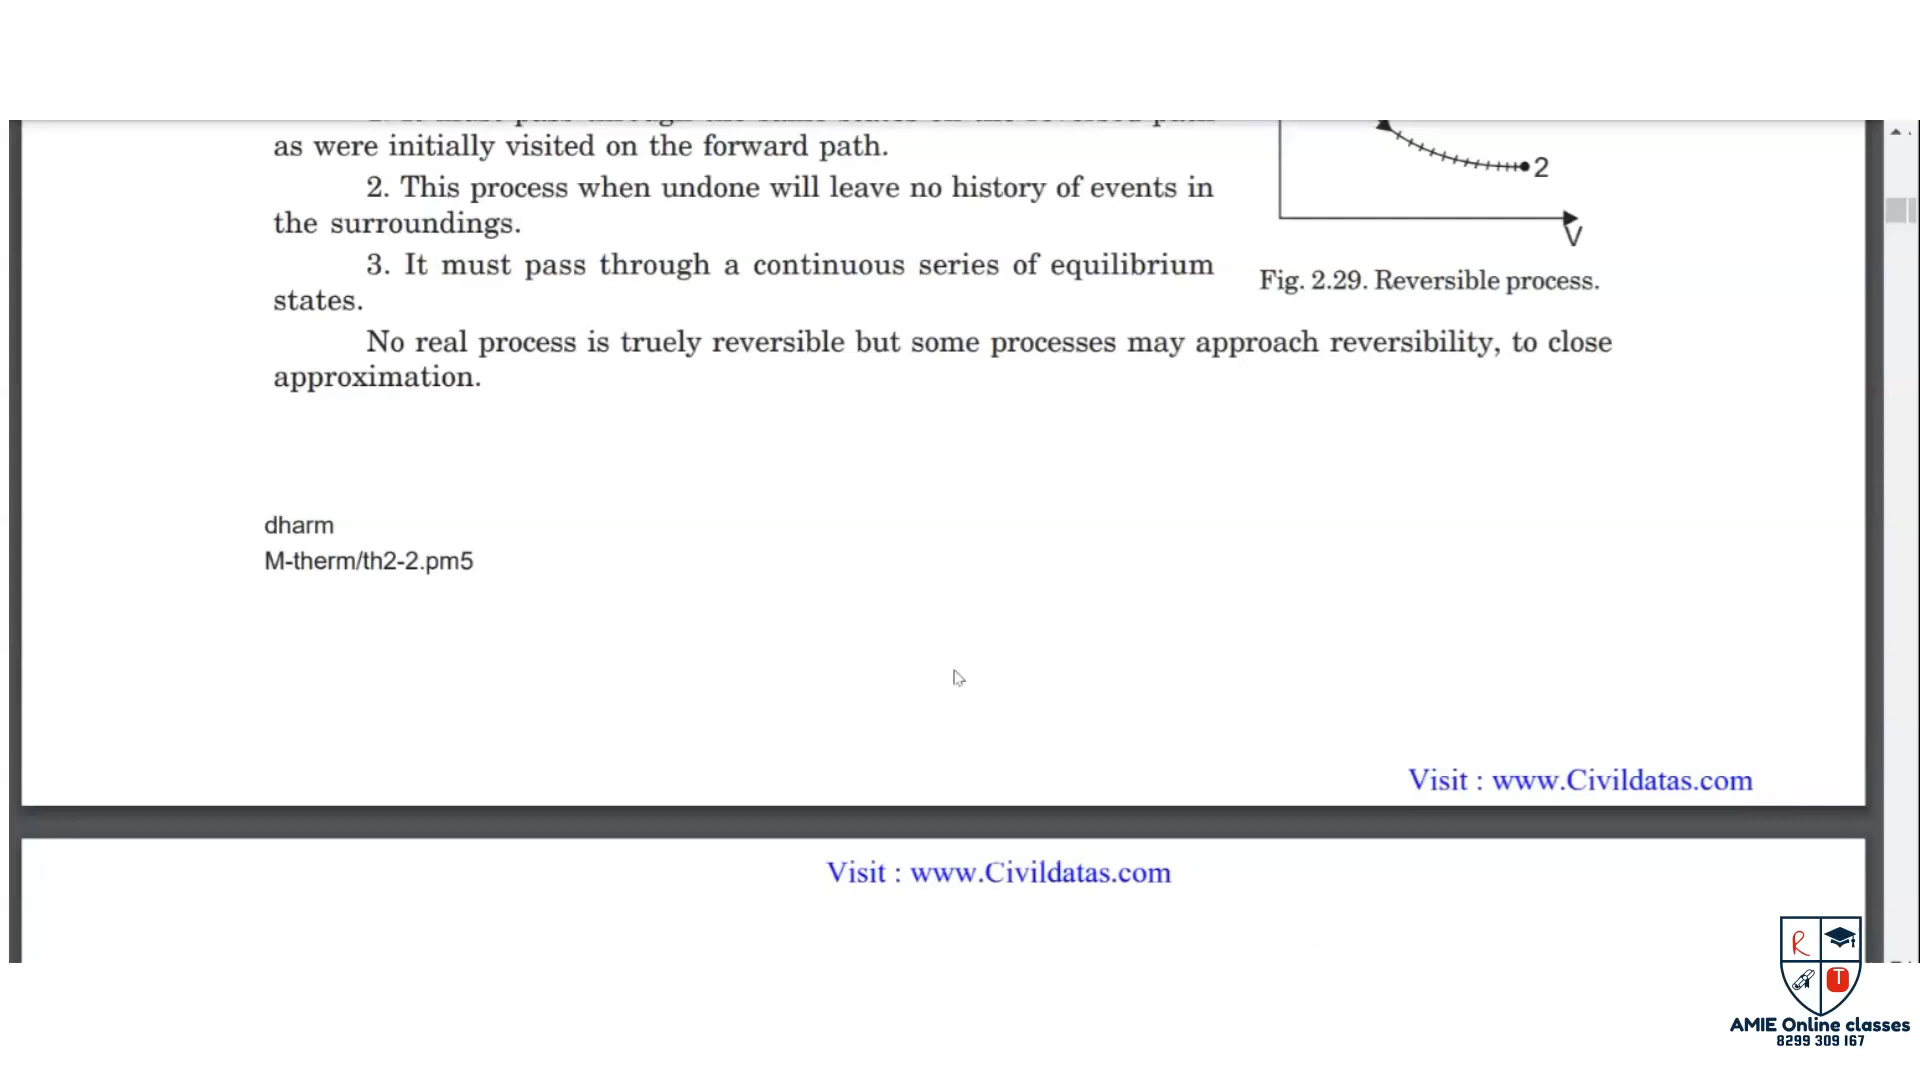 as were initially visited on the forward path.
2. This process when undone will leave no history of events in
the surroundings.
3. It must pass through a continuous series of equilibrium
states.
2
V
Fig. 2.29. Reversible process.
No real process is truely reversible but some processes may approach reversibility, to close
approximation.
dharm
M-therm/th2-2.pm5
Visit : www.Civildatas.com
Visit : www.Civildatas.com
R
T
AMIE Online classes
8299 309 167